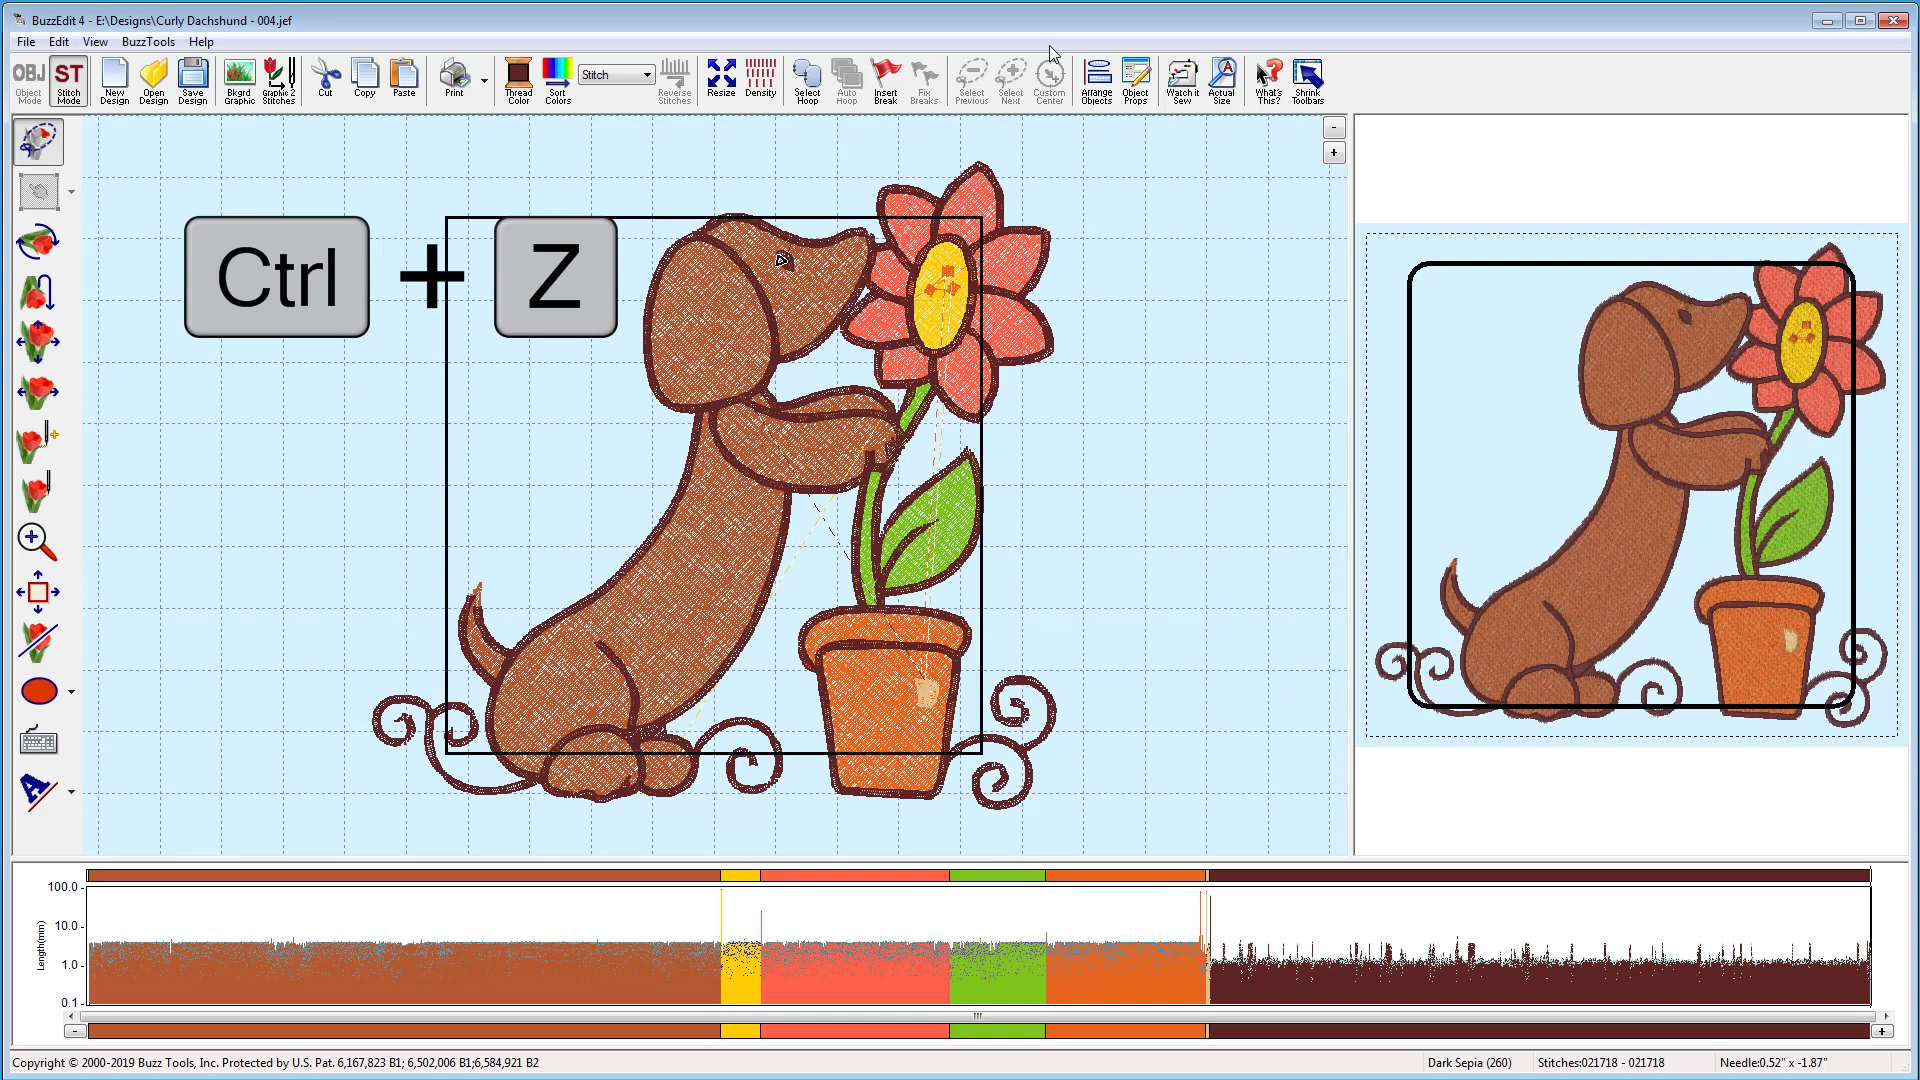 BuzzEdit 4 - E:\Designs\Curly Dachshund - 004.jef
File Edit View BuzzTools Help
OBJ
Object Mode
ST
Stitch Mode
New Design
Open Design
Save Design
Bkgrd Graphic
Graphic 2 Stitches
Cut
Copy
Paste
Print
Thread Color
Sort Colors
Stitch
Reverse Stitches
Resize
Density
Select Hoop
Auto Hoop
Insert Break
Fix Breaks
Select Previous
Select Next
Custom Center
Arrange Objects
Object Props
Watch it Sew
Actual Size
What's This?
Shrink Toolbars
-
+
Ctrl + Z
A
Length(mm)
100.0
10.0
1.0
0.1
-
+
Copyright © 2000-2019 Buzz Tools, Inc. Protected by U.S. Pat. 6,167,823 B1; 6,502,006 B1;6,584,921 B2
Dark Sepia (260)
Stitches:021718 - 021718
Needle:0.52" x -1.87"